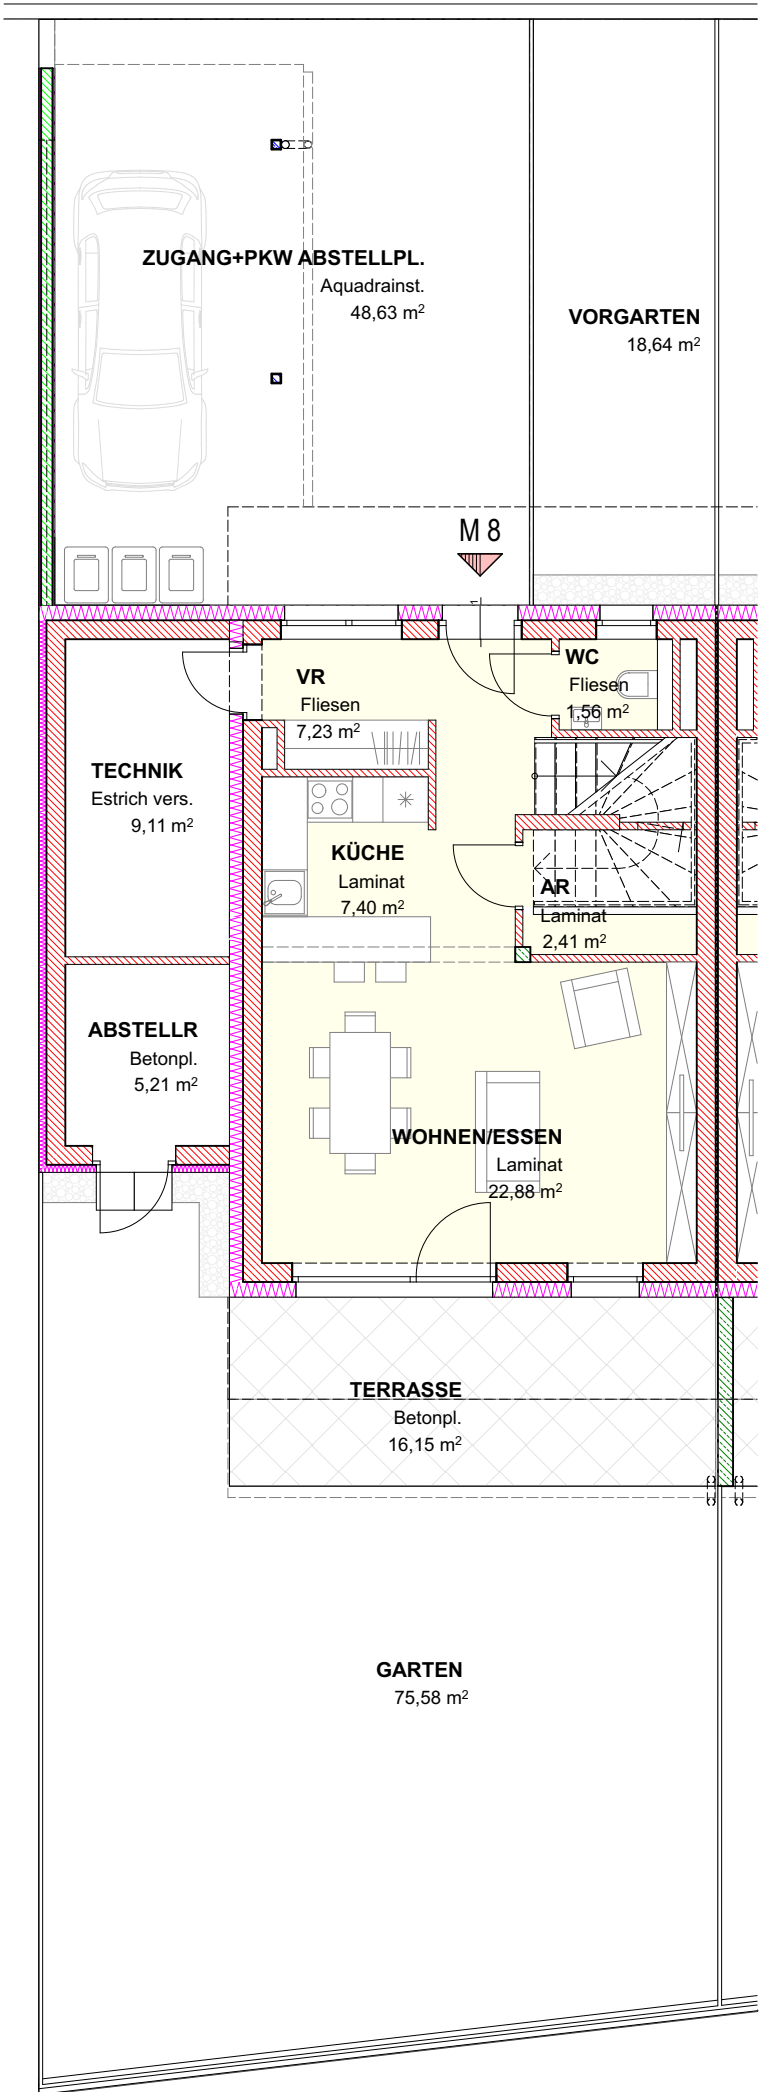 ZUGANG+PKW ABSTELLPL.
Aquadrainst.
48,63 m²
VORGARTEN
18,64 m²
M 8
1
WC
Fliesen
1,56 m²
VR
Fliesen
7,23 m²
TECHNIK
Estrich vers.
9,11 m²
KÜCHE
Laminat
7,40 m²
AR
Laminat
2,41 m²
ABSTELLR
Betonpl.
5,21 m²
WOHNEN/ESSEN
Laminat
22,88 m²
TERRASSE
Betonpl.
16,15 m²
GARTEN
75,58 m²